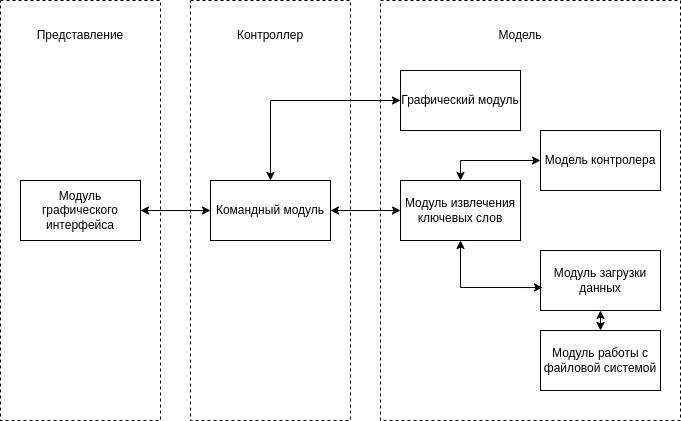 Представление
Контроллер
Модель
Графический модуль
Модель контролера
Модуль
графического
интерфейса
Командный модуль
Модуль извлечения
ключевых слов
Модуль загрузки
данных
Модуль работы с
файловой системой